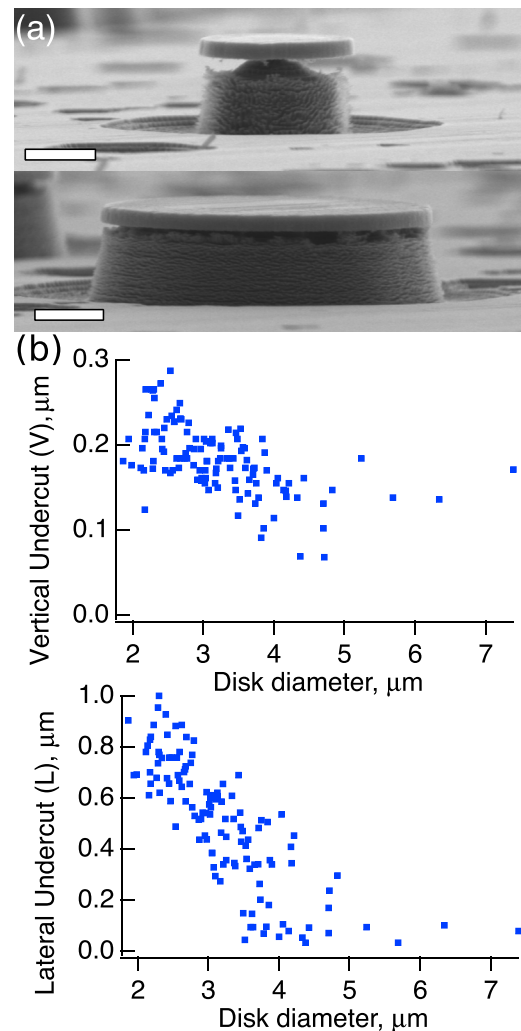 (a)
(b)
Vertical Undercut (V),μm
0.3
0.2
0.1
0.0
2 3 4 5 6 7
Disk diameter, μm
Lateral Undercut (L), μm
1.0
0.8
0.6
0.4
0.2
0.0
2 3 4 5 6 7
Disk diameter, μm